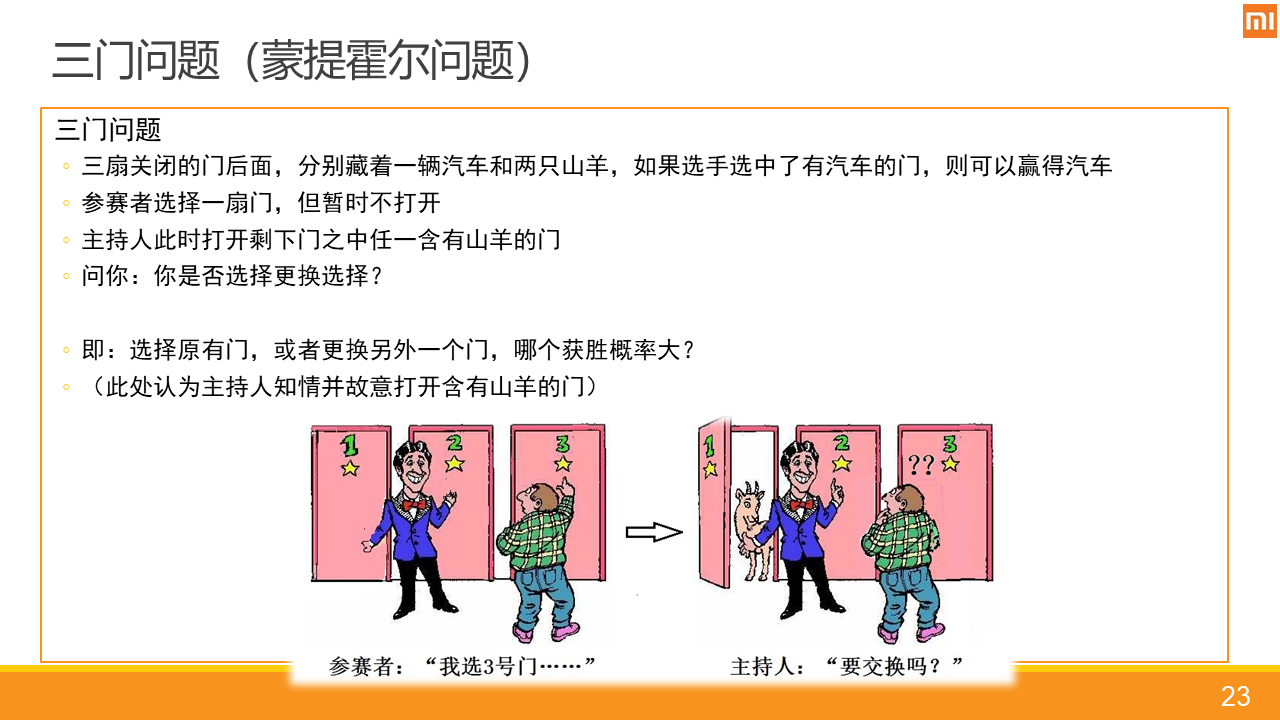 mi
三门问题（蒙提霍尔问题）
三门问题
三扇关闭的门后面，分别藏着一辆汽车和两只山羊，如果选手选中了有汽车的门，则可以赢得汽车
参赛者选择一扇门，但暂时不打开
主持人此时打开剩下门之中任一含有山羊的门
问你：你是否选择更换选择？
即：选择原有门，或者更换另外一个门，哪个获胜概率大？
（此处认为主持人知情并故意打开含有山羊的门）
1 2 3
1 2 3
??
参赛者：“我选3号门……”
主持人：“要交换吗？”
23